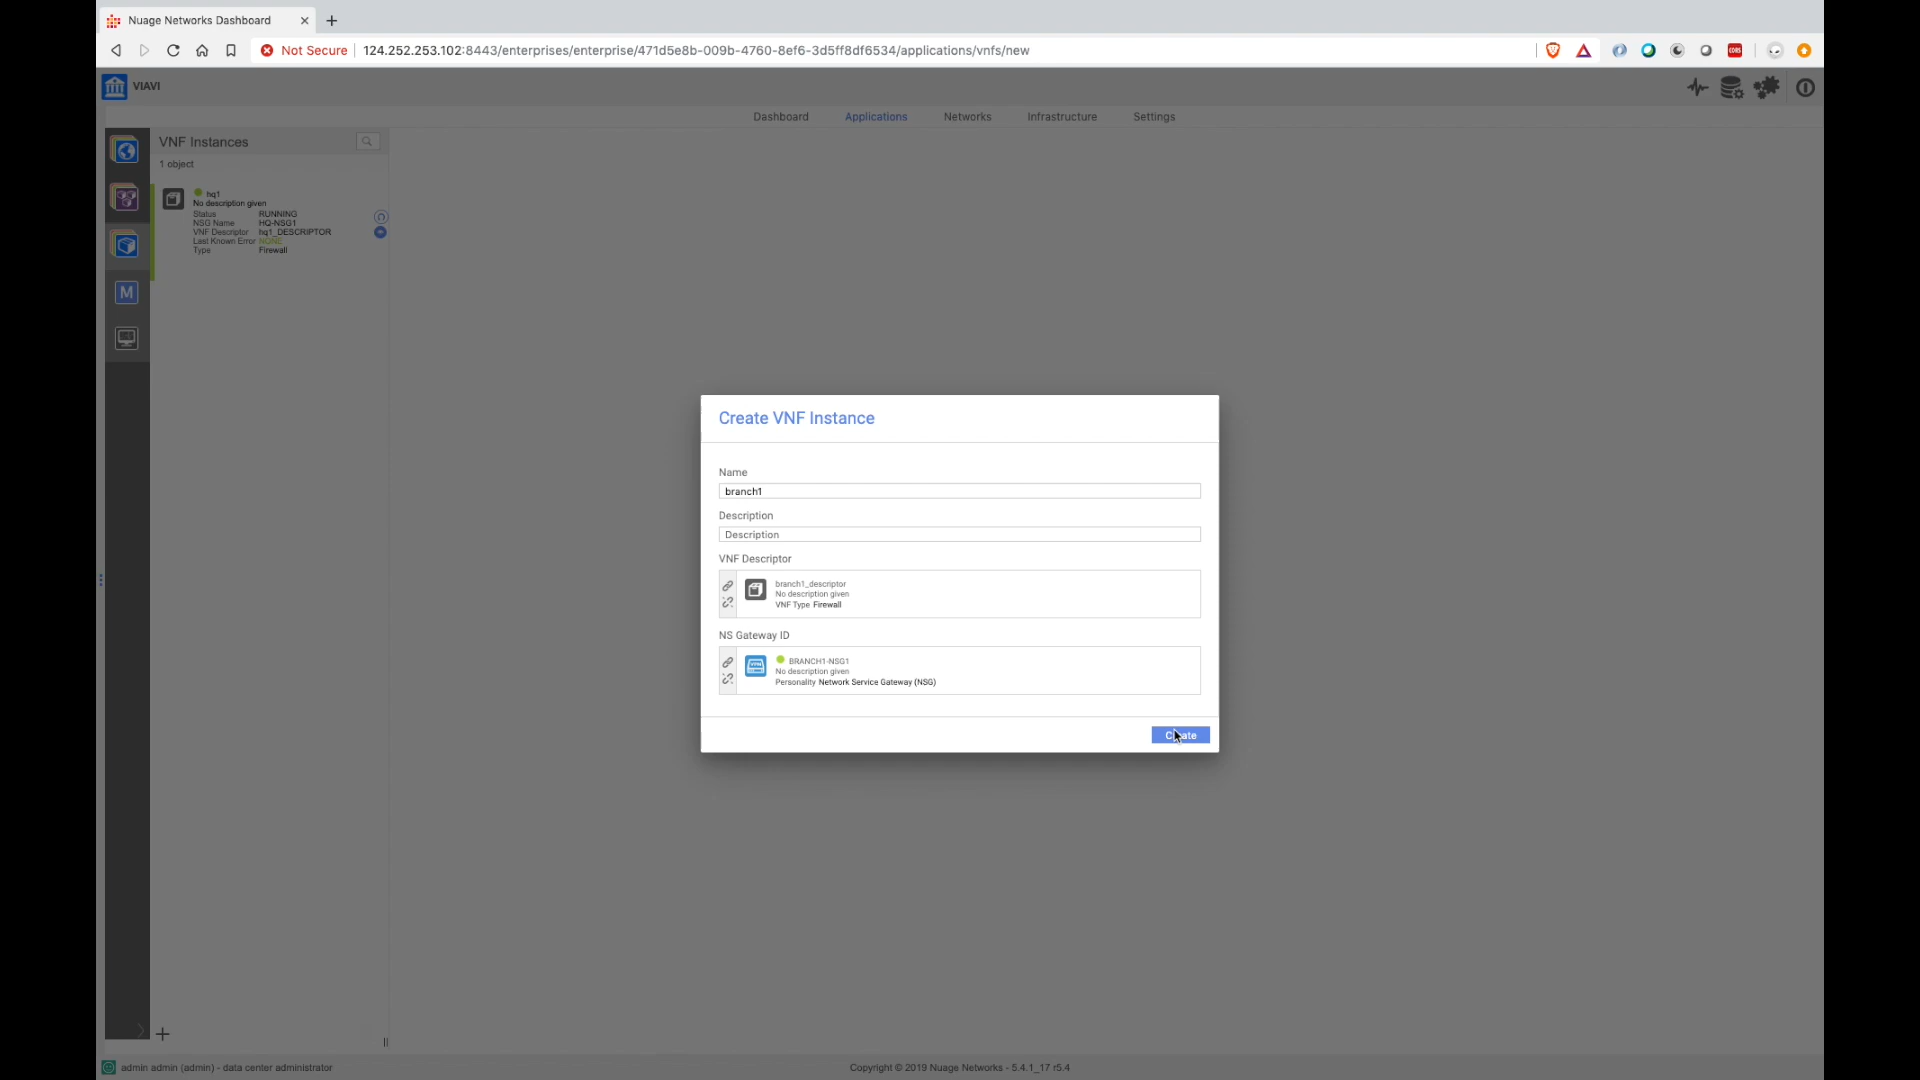 Nuage Networks Dashboard
Not Secure
124.252.253.102:8443/enterprises/enterprise/471d5e8b-009b-4760-8ef6-3d5ff8df6534/applications/vnfs/new
CORS
VIAVI
Dashboard
Applications
Networks
Infrastructure
Settings
VNF Instances
1 object
hq1
No description given
Status RUNNING
NSG Name HQ-NSG1
VNF Descriptor hq1_DESCRIPTOR
Last Known Error NONE
Type Firewall
M
Create VNF Instance
Name
branch1
Description
Description
VNF Descriptor
branch1_descriptor
No description given
VNF Type Firewall
NS Gateway ID
BRANCH1-NSG1
No description given
Personality Network Service Gateway (NSG)
Create
admin admin (admin) - data center administrator
Copyright © 2019 Nuage Networks - 5.4.1_17 r5.4